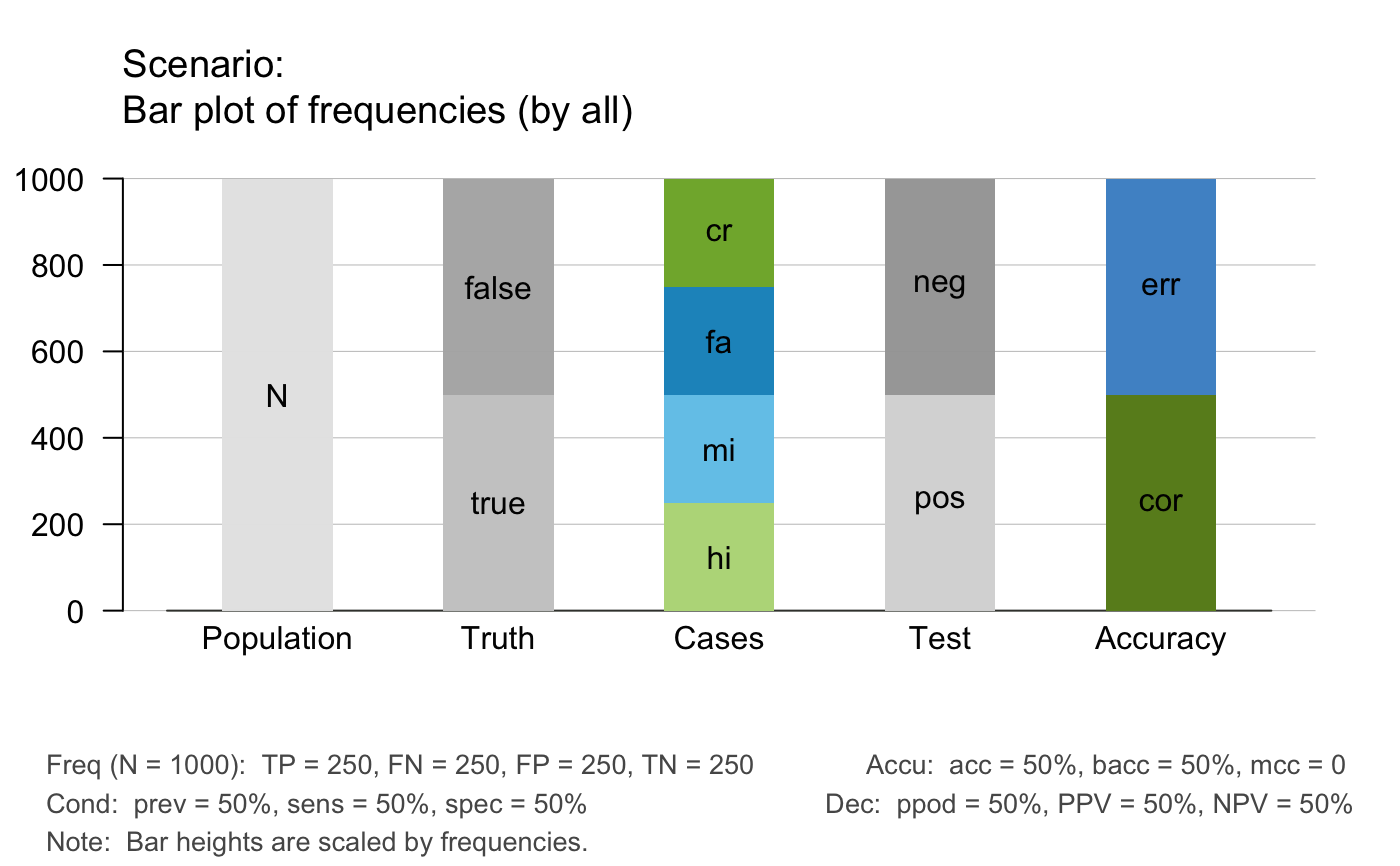 Scenario:
Bar plot of frequencies (by all)
1000
800
600
400
200
0
N
false
true
cr
fa
mi
hi
neg
pos
err
cor
Population
Truth
Cases
Test
Accuracy
Freq (N = 1000):  TP = 250, FN = 250, FP = 250, TN = 250
Accu:  acc = 50%, bacc = 50%, mcc = 0
Cond:  prev = 50%, sens = 50%, spec = 50%
Dec:  ppod = 50%, PPV = 50%, NPV = 50%
Note:  Bar heights are scaled by frequencies.